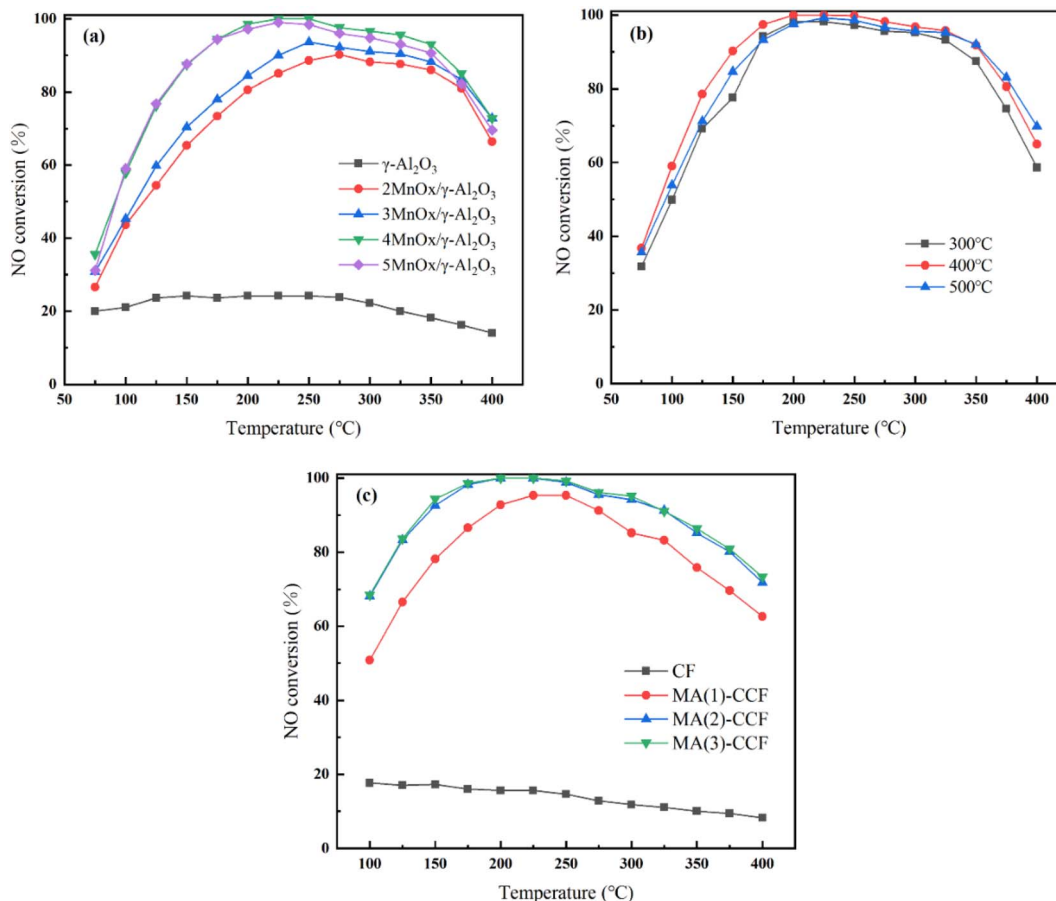 (a)
NO conversion (%)
100
80
60
40
20
0
γ-Al₂O₃
2MnOx/γ-Al₂O₃
3MnOx/γ-Al₂O₃
4MnOx/γ-Al₂O₃
5MnOx/γ-Al₂O₃
50 100 150 200 250 300 350 400
Temperature (℃)
(b)
NO conversion (%)
100
80
60
40
20
0
300℃
400℃
500℃
50 100 150 200 250 300 350 400
Temperature (℃)
(c)
NO conversion (%)
100
80
60
40
20
0
CF
MA(1)-CCF
MA(2)-CCF
MA(3)-CCF
100 150 200 250 300 350 400
Temperature (℃)